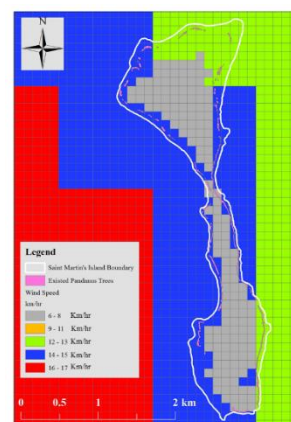 N
Legend
Saint Martin's Island Boundary
Existed Pandanus Trees
Wind Speed
km/hr
6 - 8 Km/hr
9 - 11 Km/hr
12 - 13 Km/hr
14 - 15 Km/hr
16 - 17 Km/hr
0 0.5 1 2 km